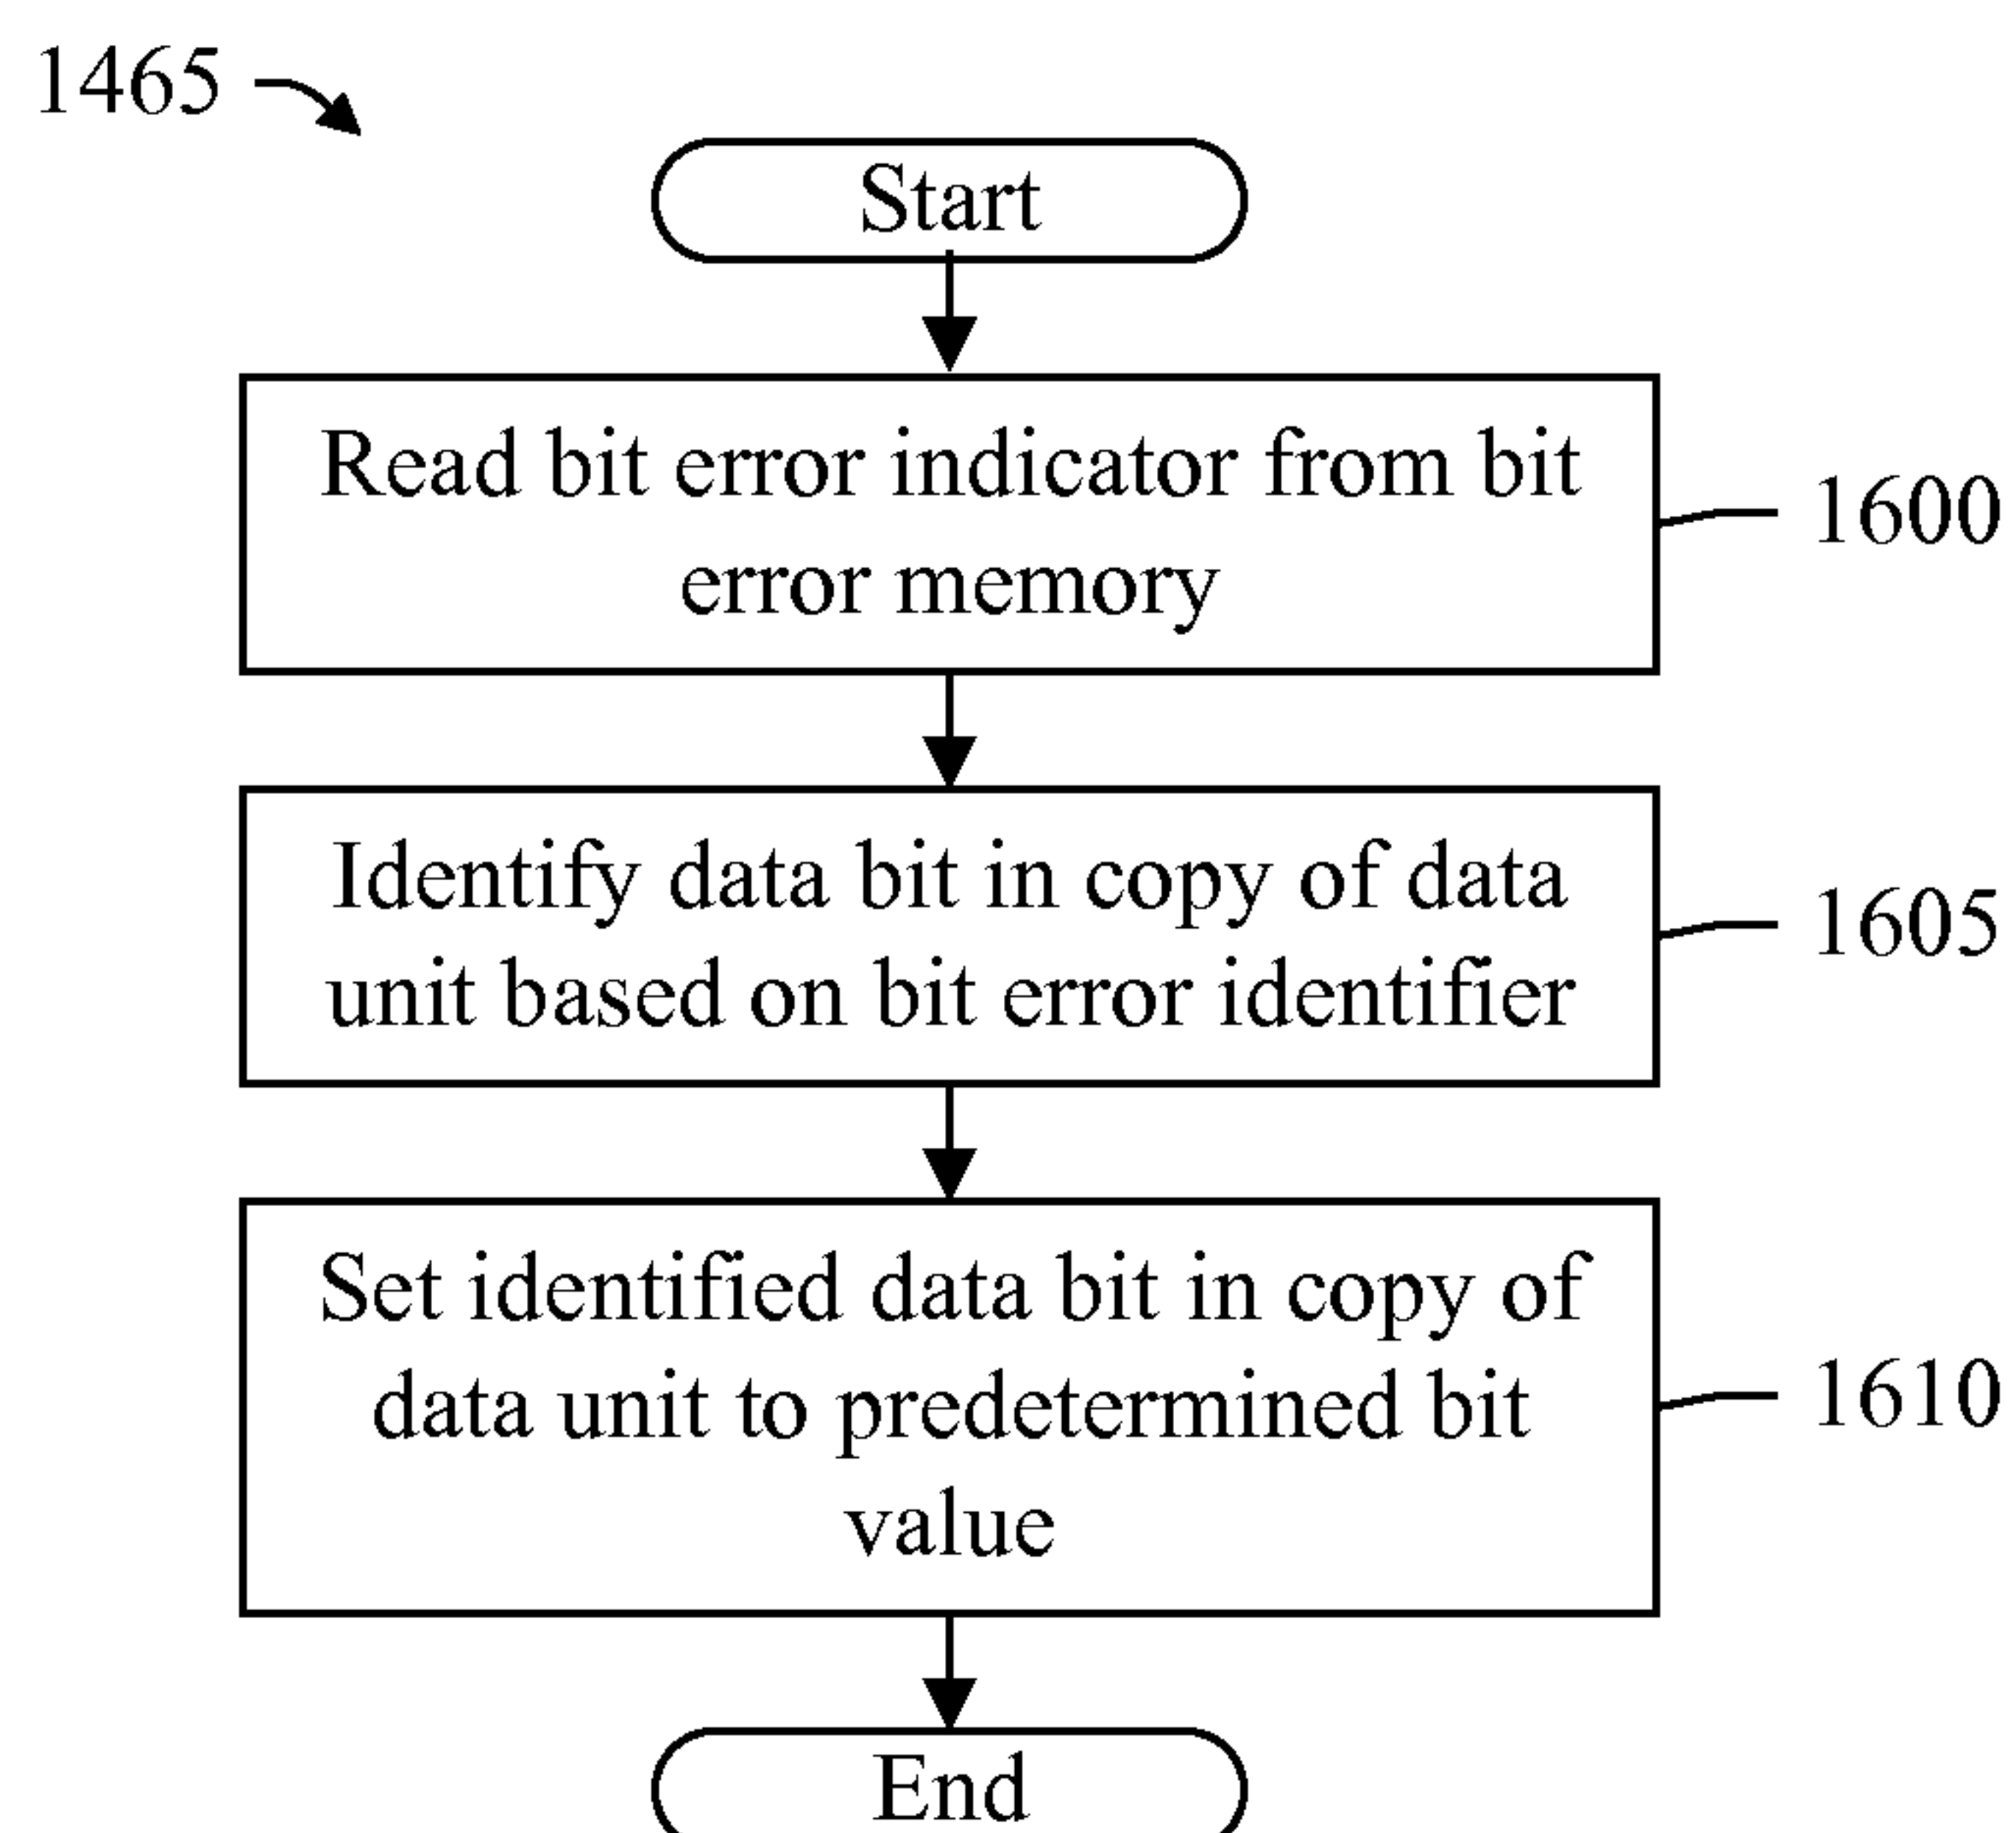 1465
Start
Read bit error indicator from bit
error memory
1600
Identify data bit in copy of data
unit based on bit error identifier
1605
Set identified data bit in copy of
data unit to predetermined bit
value
1610
End